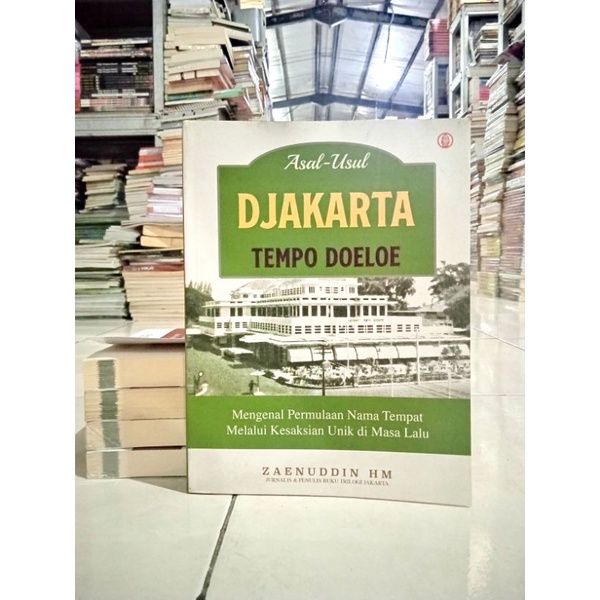 Asal-Usul
DJAKARTA
TEMPO DOELOE
Mengenal Permulaan Nama Tempat
Melalui Kesaksian Unik di Masa Lalu
ZAENUDDIN HM
JURNALIS & PENULIS BUKU TRILOGI JAKARTA